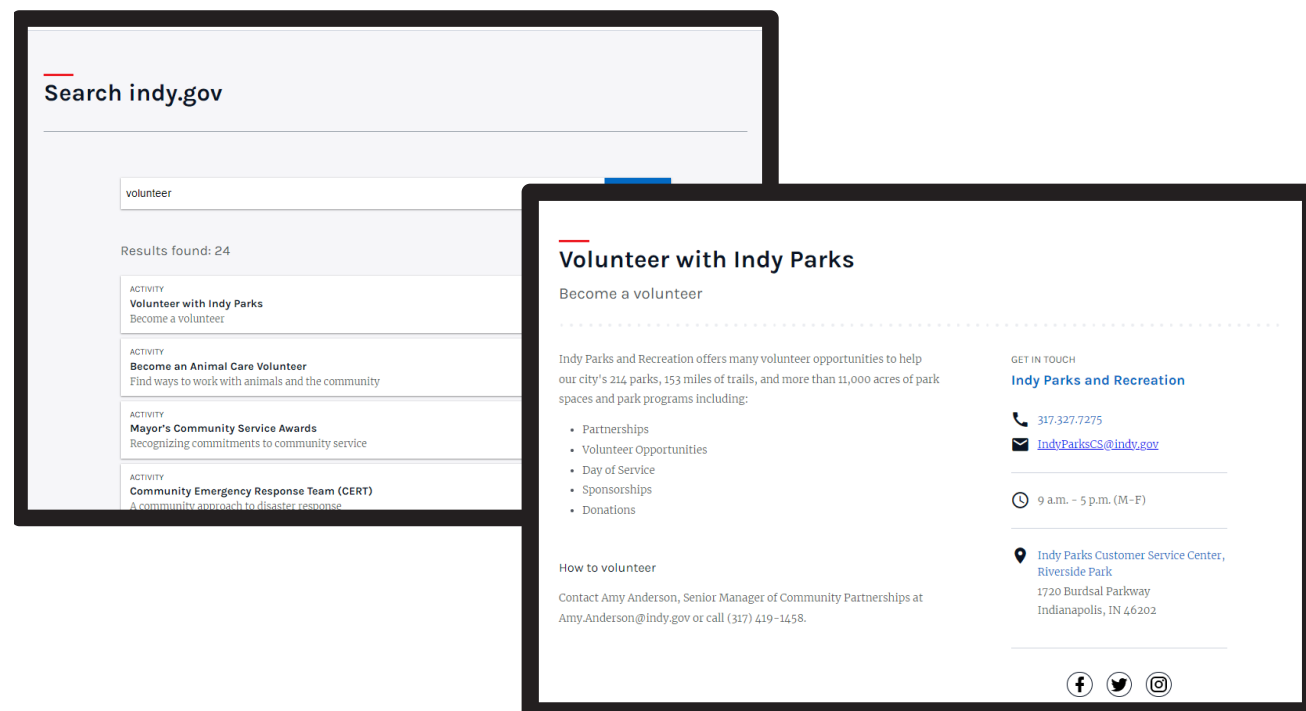 Search indy.gov
volunteer
Results found: 24
ACTIVITY
Volunteer with Indy Parks
Become a volunteer
ACTIVITY
Become an Animal Care Volunteer
Find ways to work with animals and the community
ACTIVITY
Mayor's Community Service Awards
Recognizing commitments to community service
ACTIVITY
Community Emergency Response Team (CERT)
A community approach to disaster response
Volunteer with Indy Parks
Become a volunteer
Indy Parks and Recreation offers many volunteer opportunities to help
our city's 214 parks, 153 miles of trails, and more than 11,000 acres of park
spaces and park programs including:
• Partnerships
• Volunteer Opportunities
• Day of Service
• Sponsorships
• Donations
How to volunteer
Contact Amy Anderson, Senior Manager of Community Partnerships at
Amy.Anderson@indy.gov or call (317) 419-1458.
GET IN TOUCH
Indy Parks and Recreation
317.327.7275
IndyParksCS@indy.gov
9 a.m. - 5 p.m. (M-F)
Indy Parks Customer Service Center,
Riverside Park
1720 Burdsal Parkway
Indianapolis, IN 46202